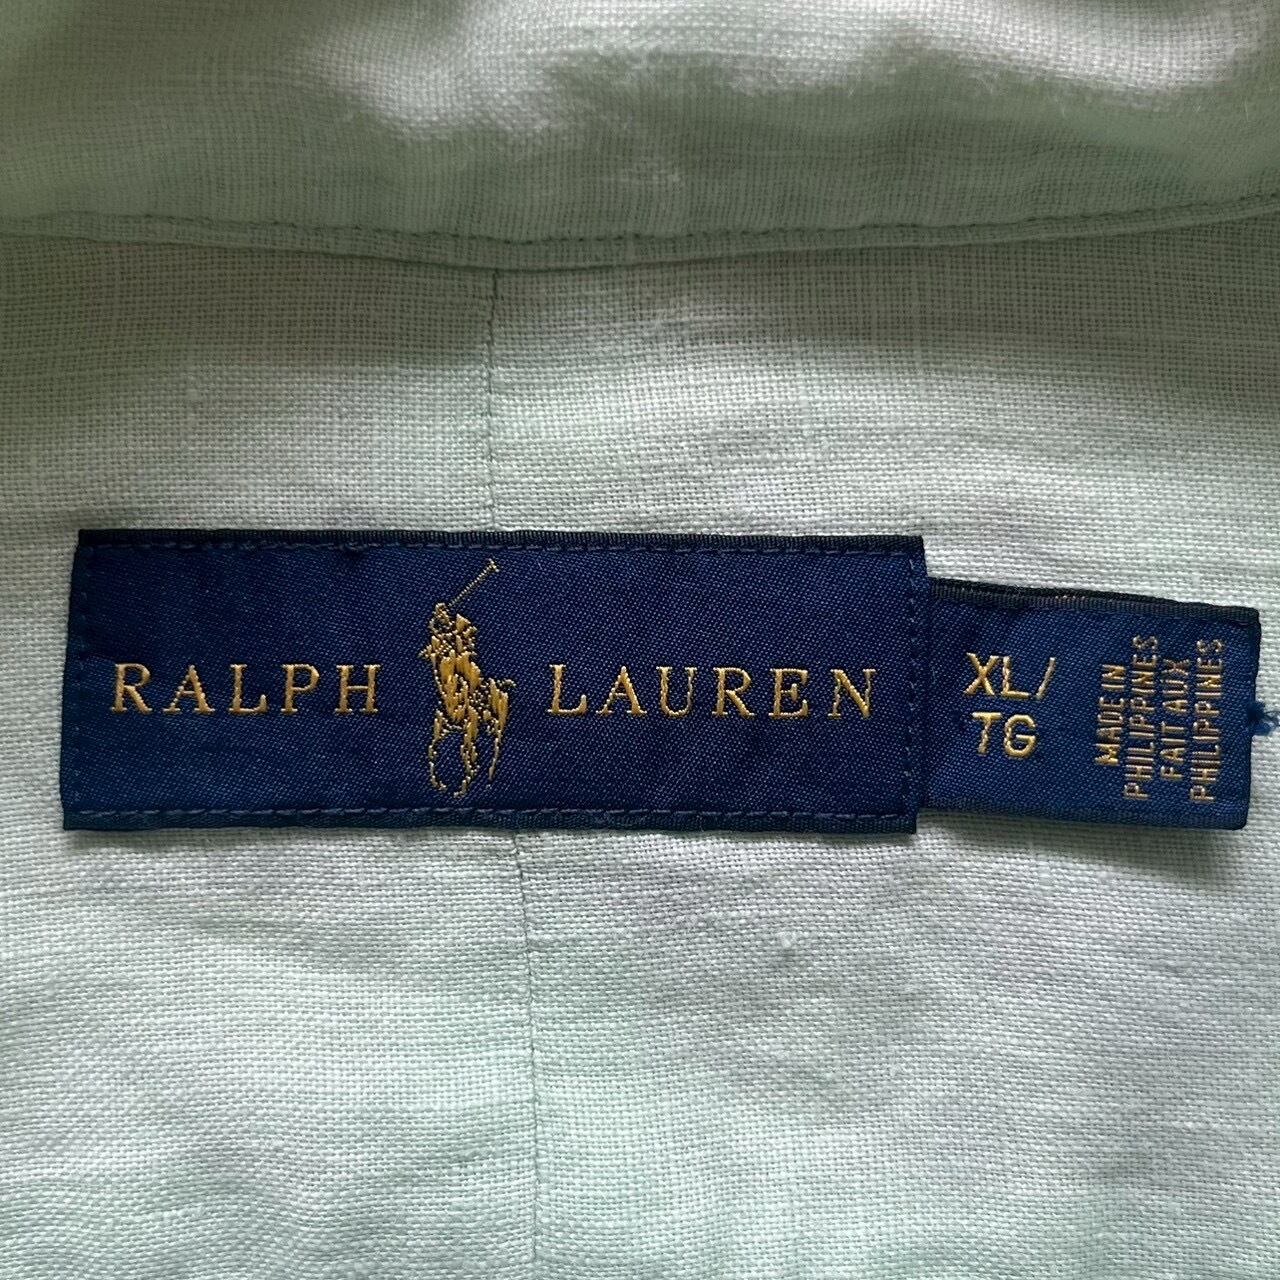 RALPH LAUREN
XL/
TG
MADE IN
PHILIPPINES
FAIT AUX
PHILIPPINES